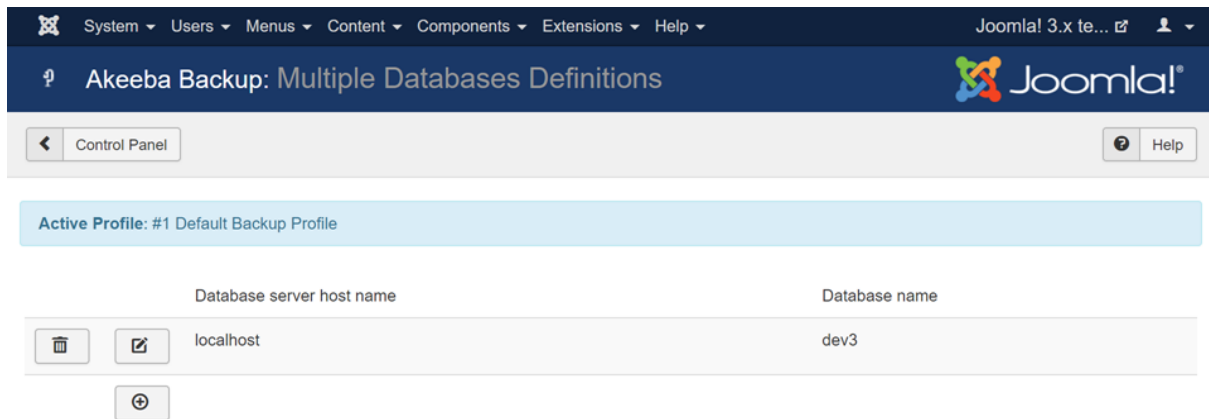 System Users Menus Content Components Extensions Help Joomla! 3.x te...
Akeeba Backup: Multiple Databases Definitions Joomla!®
Control Panel Help
Active Profile: #1 Default Backup Profile
Database server host name Database name
localhost dev3